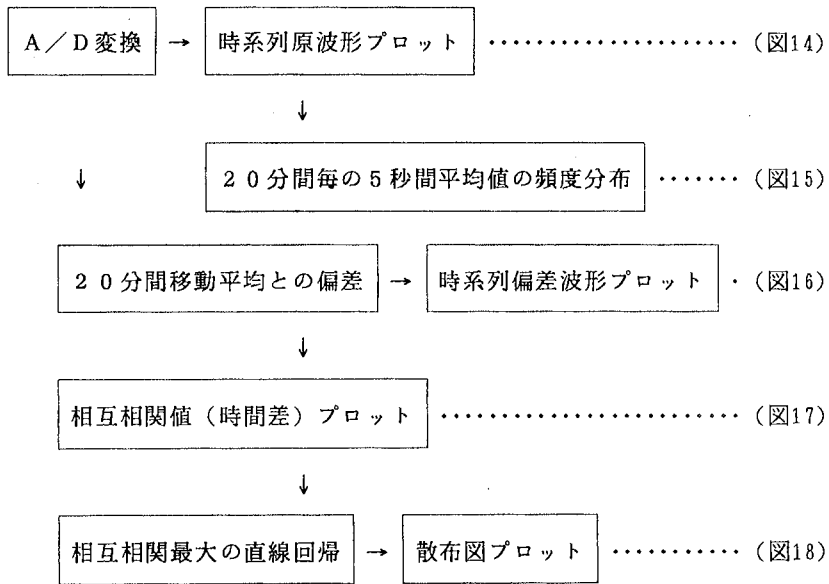 A/D変換 → 時系列原波形プロット ···················· (図14)
↓
↓ 20分間毎の5秒間平均値の頻度分布 ······· (図15)
20分間移動平均との偏差 → 時系列偏差波形プロット · (図16)
↓
相互相関値(時間差)プロット ························ (図17)
↓
相互相関最大の直線回帰 → 散布図プロット ··········· (図18)